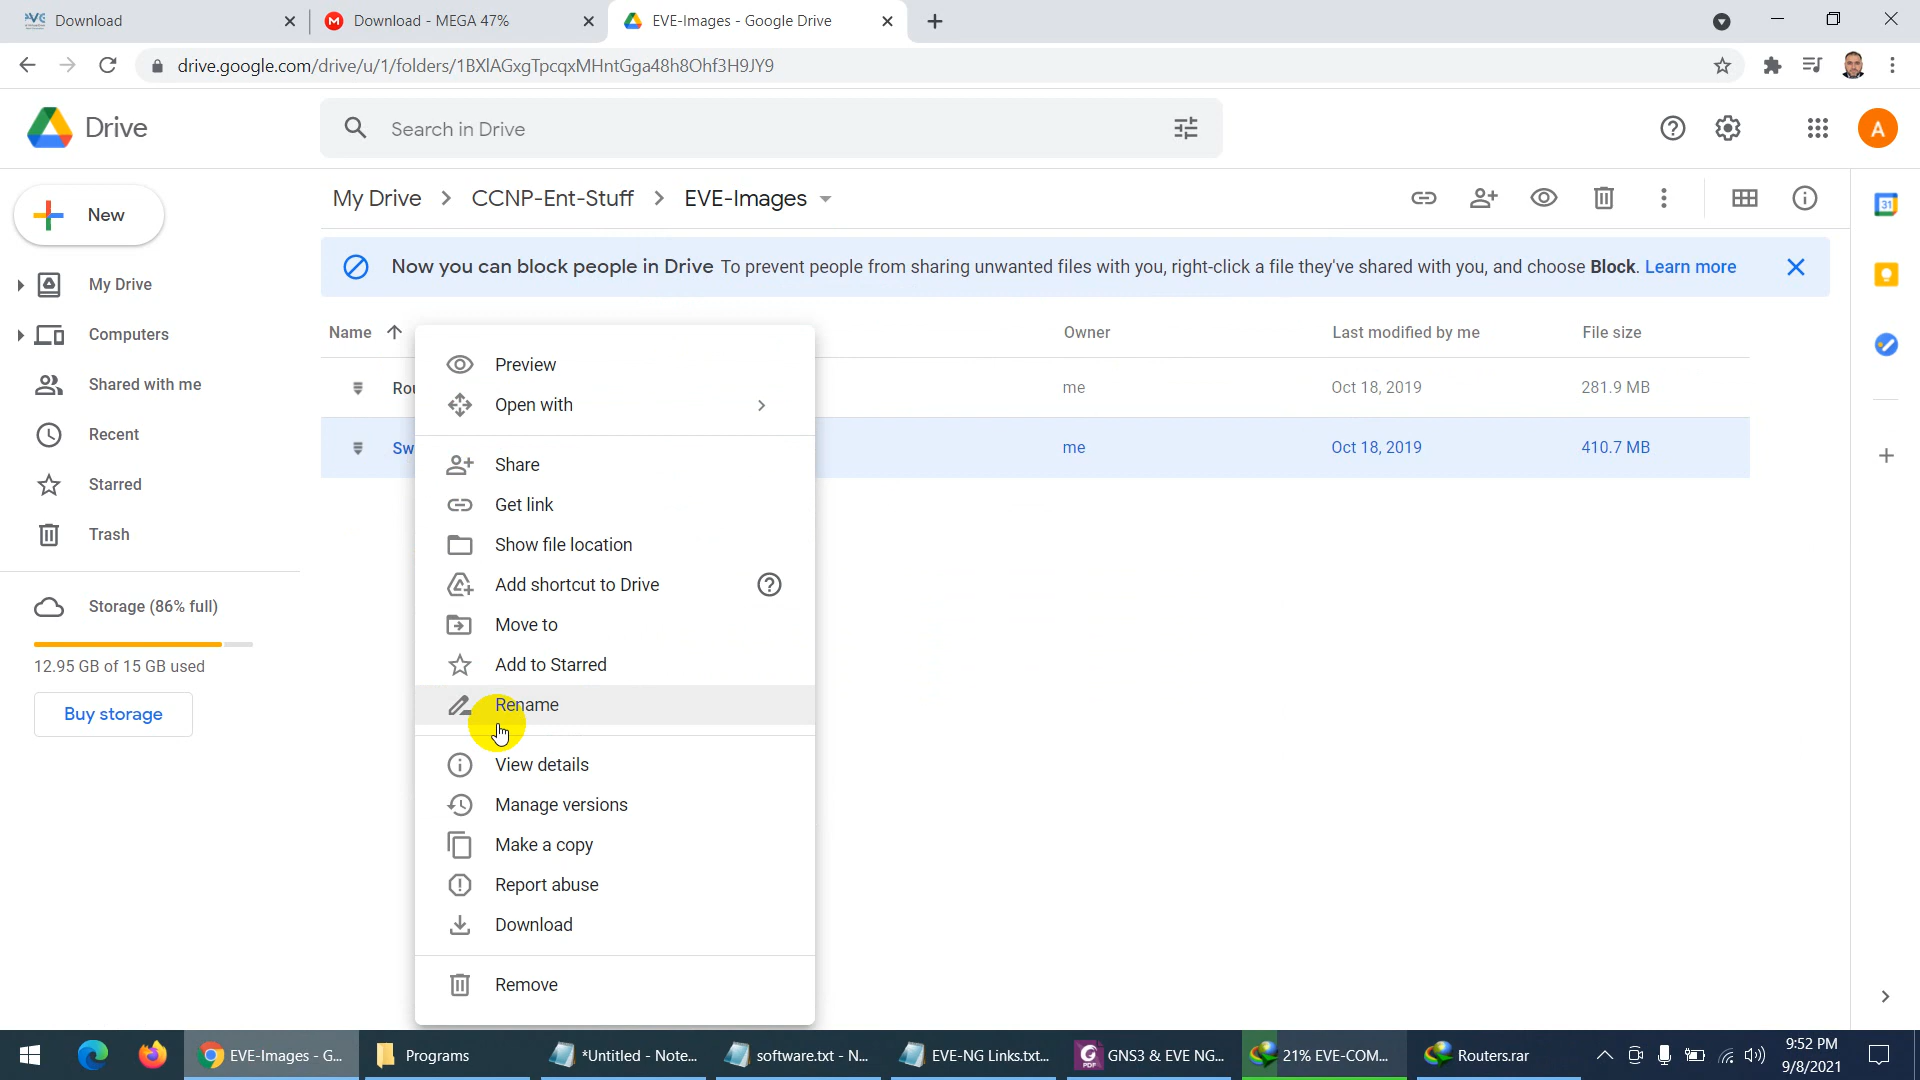 Download
Download - MEGA 47%
EVE-Images - Google Drive
drive.google.com/drive/u/1/folders/1BXlAGxgTpcqxMHntGga48h8Ohf3H9JY9
Drive
Search in Drive
A
New
My Drive > CCNP-Ent-Stuff > EVE-Images
31
Now you can block people in Drive To prevent people from sharing unwanted files with you, right-click a file they've shared with you, and choose Block. Learn more
My Drive
Computers
Shared with me
Recent
Starred
Trash
Storage (86% full)
12.95 GB of 15 GB used
Buy storage
Name
Owner
Last modified by me
File size
Rou
me
Oct 18, 2019
281.9 MB
Sw
me
Oct 18, 2019
410.7 MB
Preview
Open with
Share
Get link
Show file location
Add shortcut to Drive
Move to
Add to Starred
Rename
View details
Manage versions
Make a copy
Report abuse
Download
Remove
EVE-Images - G...
Programs
*Untitled - Note...
software.txt - N...
EVE-NG Links.txt...
GNS3 & EVE NG...
21% EVE-COM...
Routers.rar
9:52 PM
9/8/2021